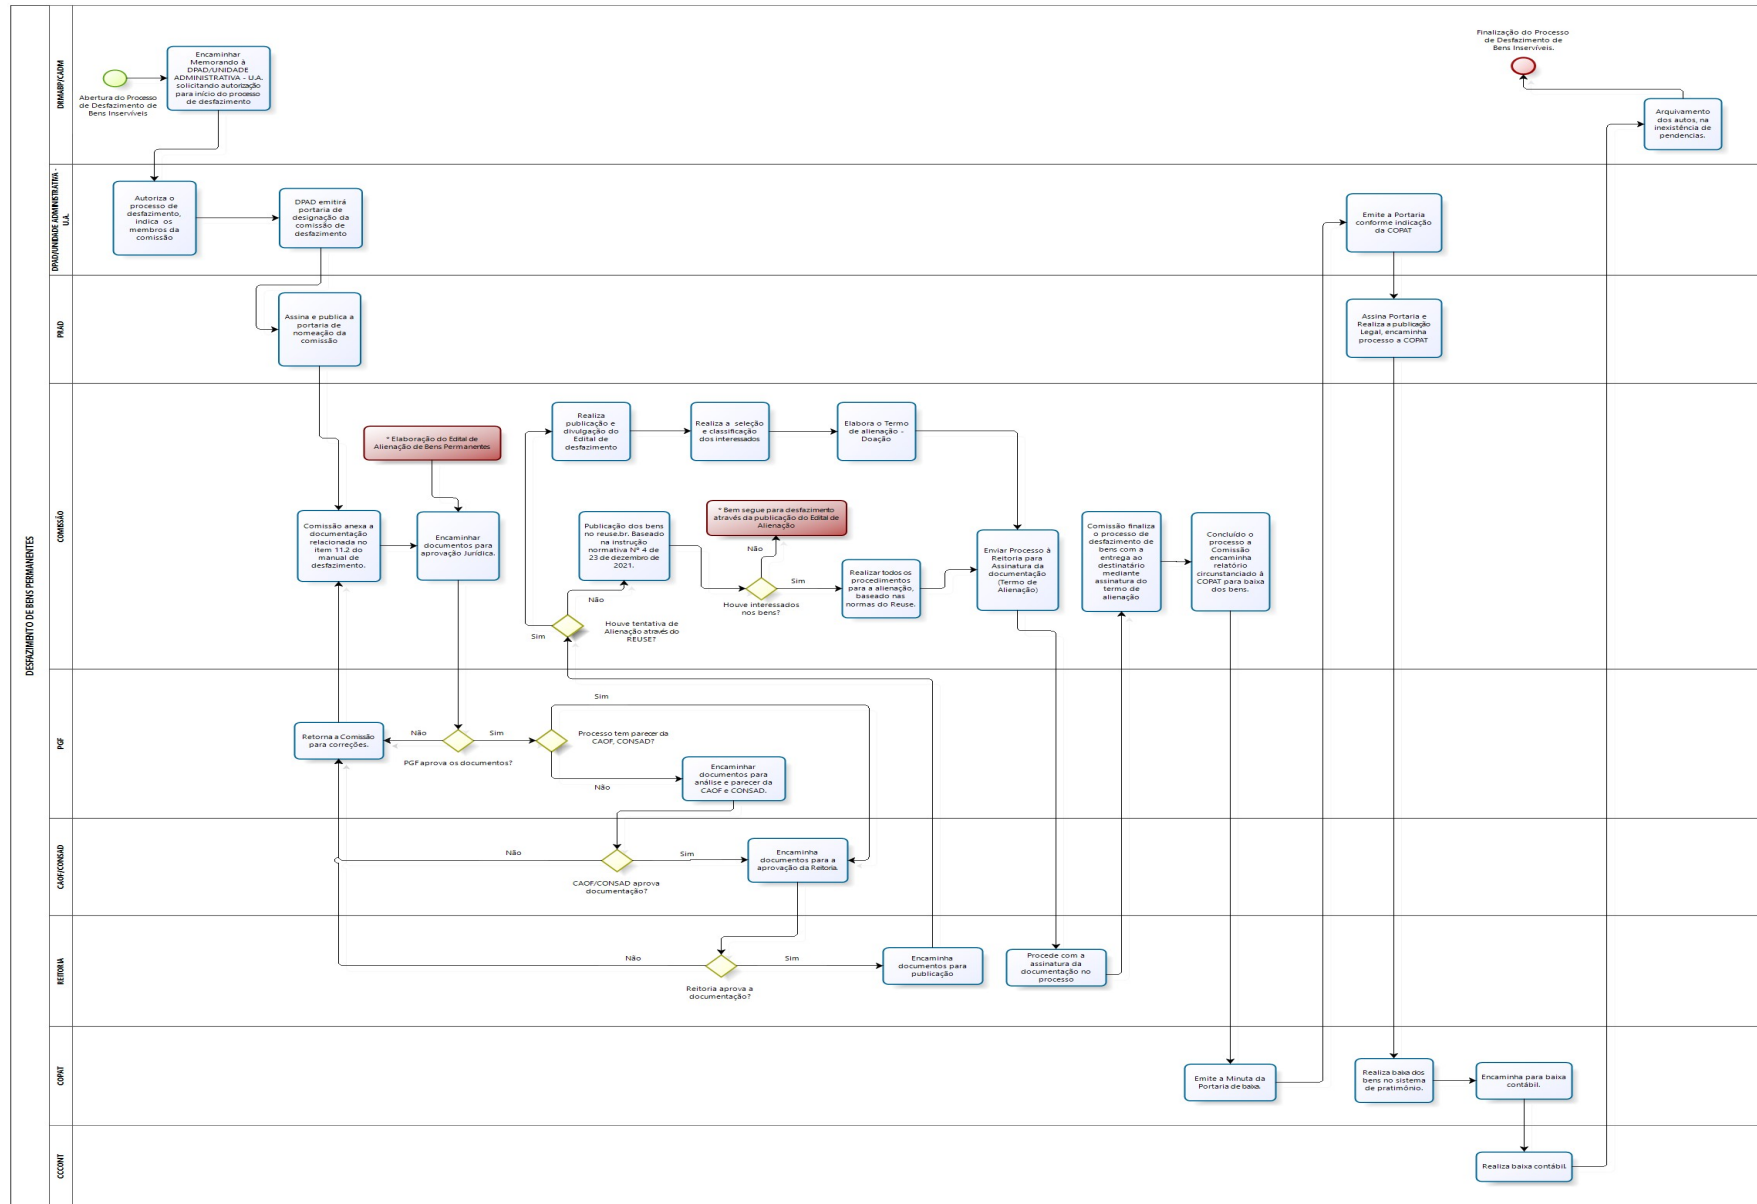 DESFAZIMENTO DE BENS PERMANENTES
DRMABP/CADM
Abertura do Processo
de Desfazimento de
Bens Inservíveis
Encaminhar
Memorando à
DPAD/UNIDADE
ADMINISTRATIVA – U.A.
solicitando autorização
para início do processo
de desfazimento
Finalização do Processo
de Desfazimento de
Bens Inservíveis.
Arquivamento
dos autos, na
inexistência de
pendencias.
DPAD/UNIDADE ADMINISTRATIVA -
U.A.
Autoriza o
processo de
desfazimento,
indica os
membros da
comissão
DPAD emitirá
portaria de
designação da
comissão de
desfazimento
Emite a Portaria
conforme indicação
da COPAT
PRAD
Assina e publica a
portaria de
nomeação da
comissão
Assina Portaria e
Realiza a publicação
Legal, encaminha
processo a COPAT
COMISSÃO
* Elaboração do Edital de
Alienação de Bens Permanentes
Realiza
publicação e
divulgação do
Edital de
desfazimento
Realiza a seleção
e classificação
dos interessados
Elabora o Termo
de alienação –
Doação
Comissão anexa a
documentação
relacionada no
item 11.2 do
manual de
desfazimento.
Encaminhar
documentos para
aprovação Jurídica.
Publicação dos bens
no reuse.br. Baseado
na instrução
normativa Nº 4 de
23 de dezembro de
2021.
* Bem segue para desfazimento
através da publicação do Edital de
Alienação
Não
Sim
Houve interessados
nos bens?
Realizar todos os
procedimentos
para a alienação,
baseado nas
normas do Reuse.
Enviar Processo à
Reitoria para
Assinatura da
documentação
(Termo de
Alienação)
Comissão finaliza
o processo de
desfazimento de
bens com a
entrega ao
destinatário
mediante
assinatura do
termo de
alienação
Concluído o
processo a
Comissão
encaminha
relatório
circunstanciado à
COPAT para baixa
dos bens.
Não
Sim
Houve tentativa de
Alienação através do
REUSE?
PGF
Retorna a Comissão
para correções.
Não
Sim
PGF aprova os documentos?
Sim
Processo tem parecer da
CAOF, CONSAD?
Não
Encaminhar
documentos para
análise e parecer da
CAOF e CONSAD.
CAOF/CONSAD
Não
Sim
CAOF/CONSAD aprova
documentação?
Encaminha
documentos para a
aprovação da Reitoria.
REITORIA
Não
Sim
Reitoria aprova a
documentação?
Encaminha
documentos para
publicação
Procede com a
assinatura da
documentação no
processo
COPAT
Emite a Minuta da
Portaria de baixa.
Realiza baixa dos
bens no sistema
de pratimônio.
Encaminha para baixa
contábil.
CCCONT
Realiza baixa contábil.